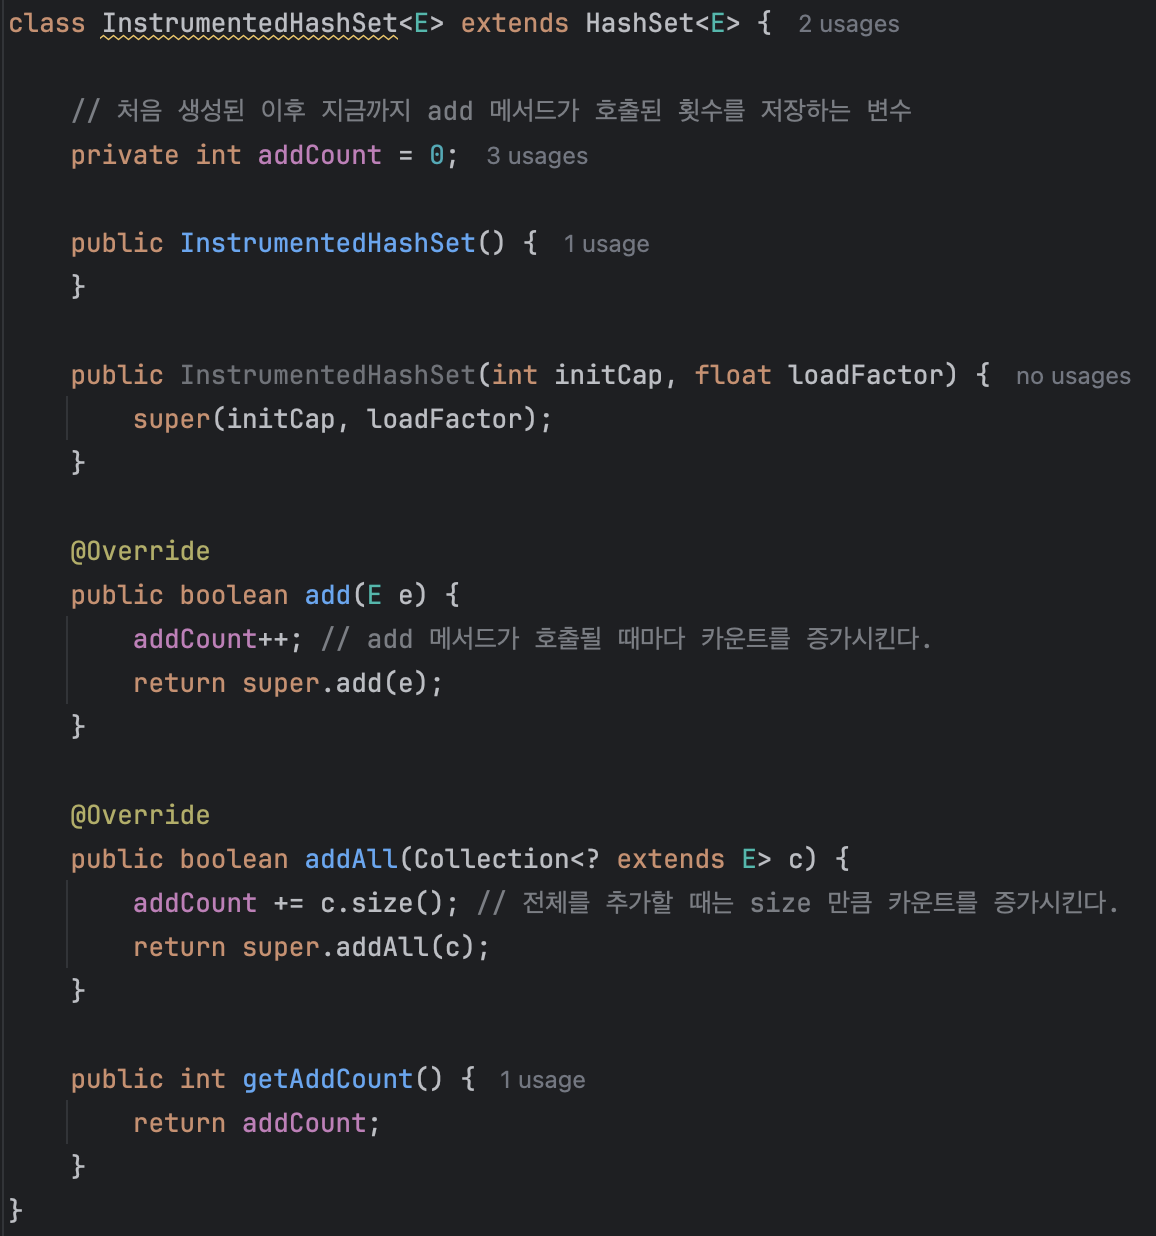 class InstrumentedHashSet<E> extends HashSet<E> { 2 usages
// 처음 생성된 이후 지금까지 add 메서드가 호출된 횟수를 저장하는 변수
private int addCount = 0; 3 usages
public InstrumentedHashSet() { 1 usage
}
public InstrumentedHashSet(int initCap, float loadFactor) { no usages
super(initCap, loadFactor);
}
@Override
public boolean add(E e) {
addCount++; // add 메서드가 호출될 때마다 카운트를 증가시킨다.
return super.add(e);
}
@Override
public boolean addAll(Collection<? extends E> c) {
addCount += c.size(); // 전체를 추가할 때는 size 만큼 카운트를 증가시킨다.
return super.addAll(c);
}
public int getAddCount() { 1 usage
return addCount;
}
}